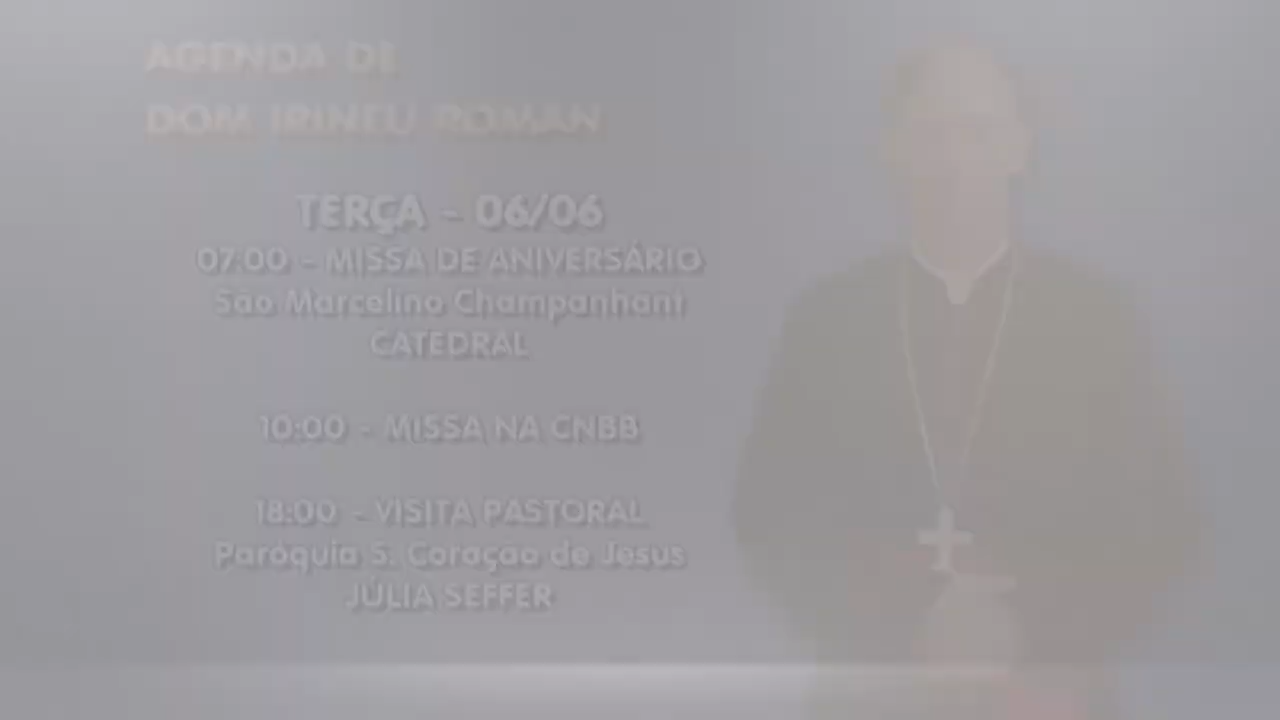 AGENDA DE
DOM IRINEU ROMAN
TERÇA - 06/06
07:00 - MISSA DE ANIVERSÁRIO
São Marcelino Champanhant
CATEDRAL
10:00 - MISSA NA CNBB
18:00 - VISITA PASTORAL
Paróquia S. Coração de Jesus
JÚLIA SEFFER